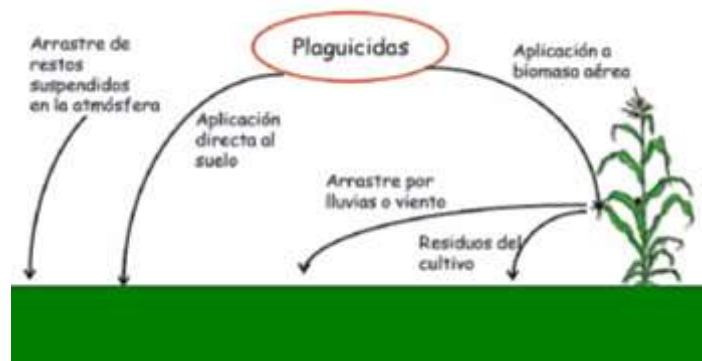 Plaguicidas
Arrastre de
restos
suspendidos
en la atmósfera
Aplicación
directa al
suelo
Aplicación a
biomasa aérea
Arrastre por
lluvias o viento
Residuos del
cultivo